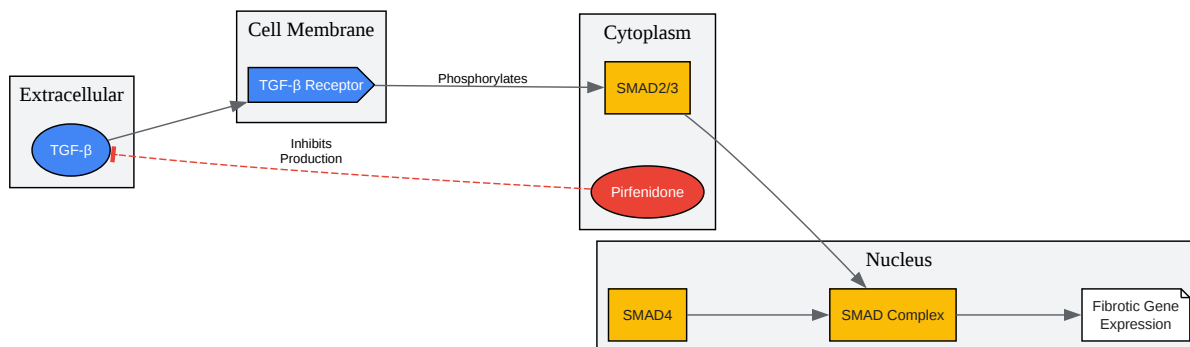 Cell Membrane
Cytoplasm
Extracellular
TGF-β Receptor
Phosphorylates
SMAD2/3
TGF-β
Inhibits
Production
Pirfenidone
Nucleus
SMAD4
SMAD Complex
Fibrotic Gene
Expression